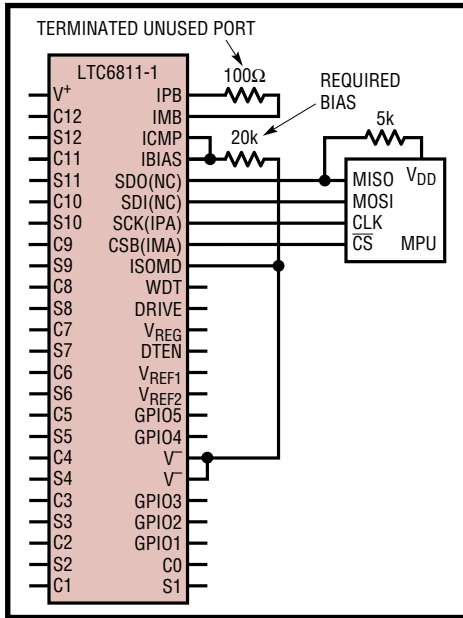 TERMINATED UNUSED PORT
LTC6811-1
100Ω
REQUIRED
BIAS
V+ IPB
C12 IMB
S12 ICMP 20k
C11 IBIAS 5k
S11 SDO(NC) MISO VDD
C10 SDI(NC) MOSI
S10 SCK(IPA) CLK
C9 CSB(IMA) CS MPU
S9 ISOMD
C8 WDT
S8 DRIVE
C7 VREG
S7 DTEN
C6 VREF1
S6 VREF2
C5 GPIO5
S5 GPIO4
C4 V–
S4 V–
C3 GPIO3
S3 GPIO2
C2 GPIO1
S2 C0
C1 S1